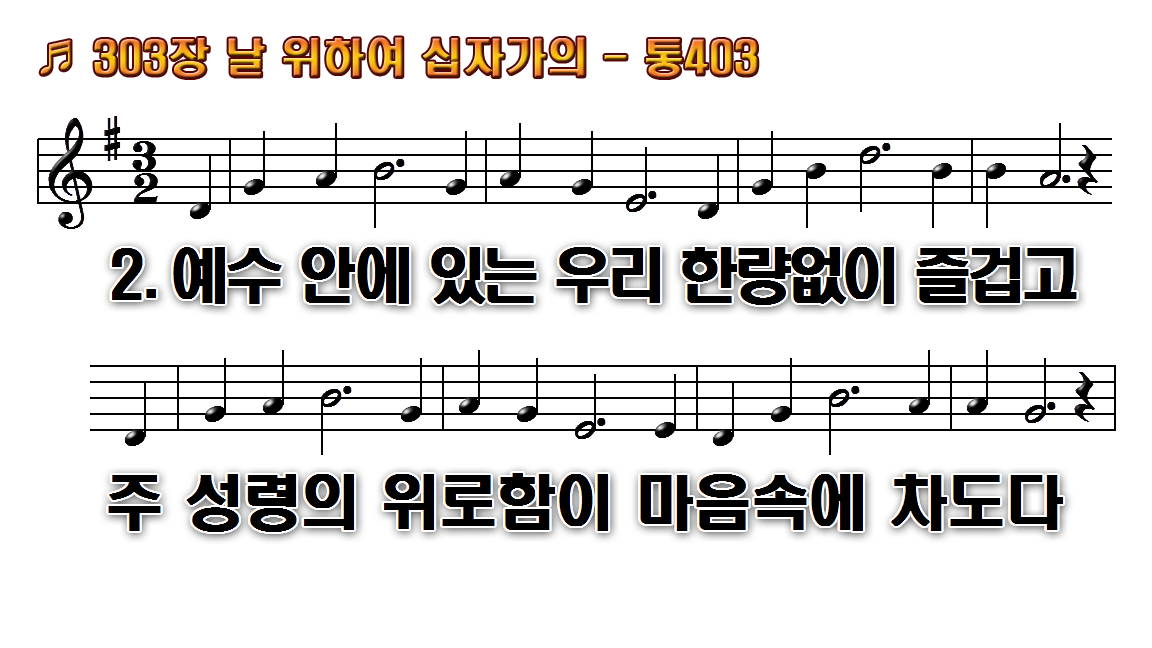 ♬ 303장 날 위하여 십자가의 - 통403
3
2
2. 예수 안에 있는 우리 한량없이 즐겁고
주 성령의 위로함이 마음속에 차도다